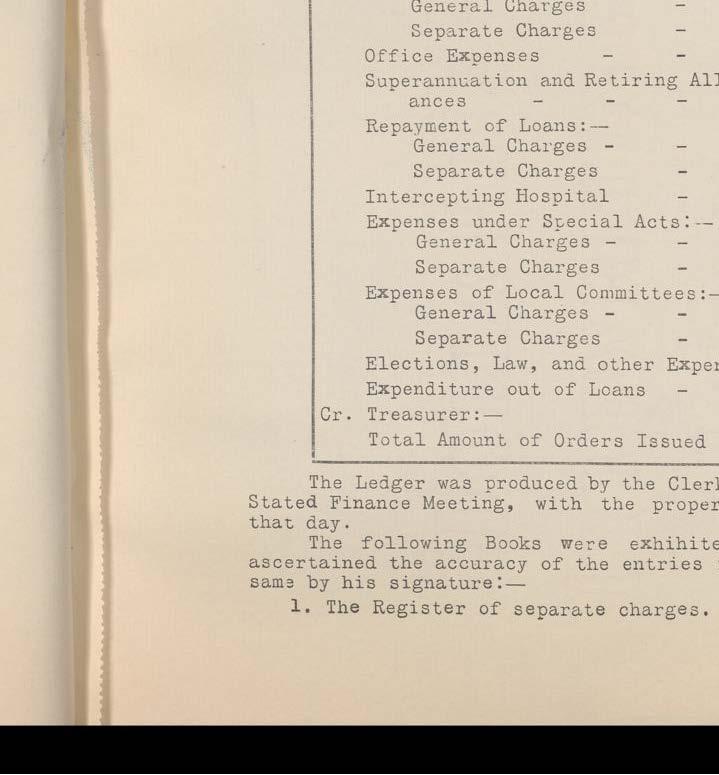 General Charges -
Separate Charges -
Office Expenses - -
Superannuation and Retiring All
ances - - -
Repayment of Loans:—
General Charges - -
Separate Charges -
Intercepting Hospital -
Expenses under Special Acts:--
General Charges - -
Separate Charges -
Expenses of Local Committees:—
General Charges - -
Separate Charges -
Elections, Law, and other Expen
Expenditure out of Loans -
Cr. Treasurer:—
Total Amount of Orders Issued
The Ledger was produced by the Clerk
Stated Finance Meeting, with the proper
that day.
The following Books were exhibite
ascertained the accuracy of the entries
same by his signature:—
1. The Register of separate charges.